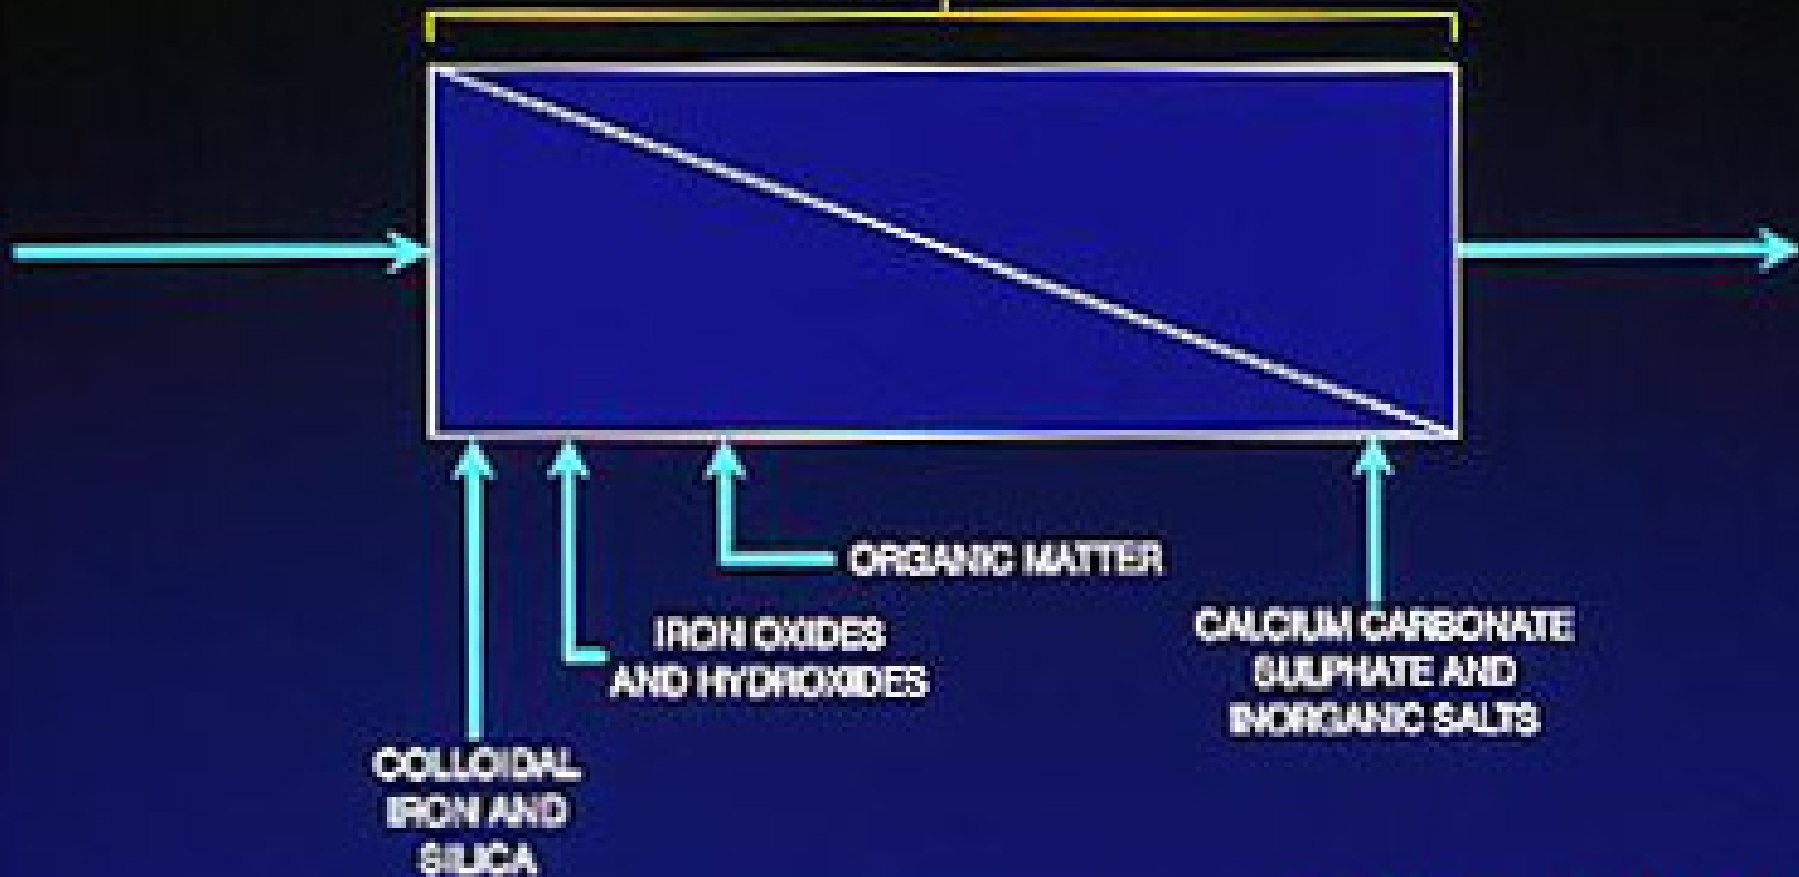 ORGANIC MATTER
IRON OXIDES
AND HYDROXIDES
CALCIUM CARBONATE
SULPHATE AND
INORGANIC SALTS
COLLOIDAL
IRON AND
SILICA